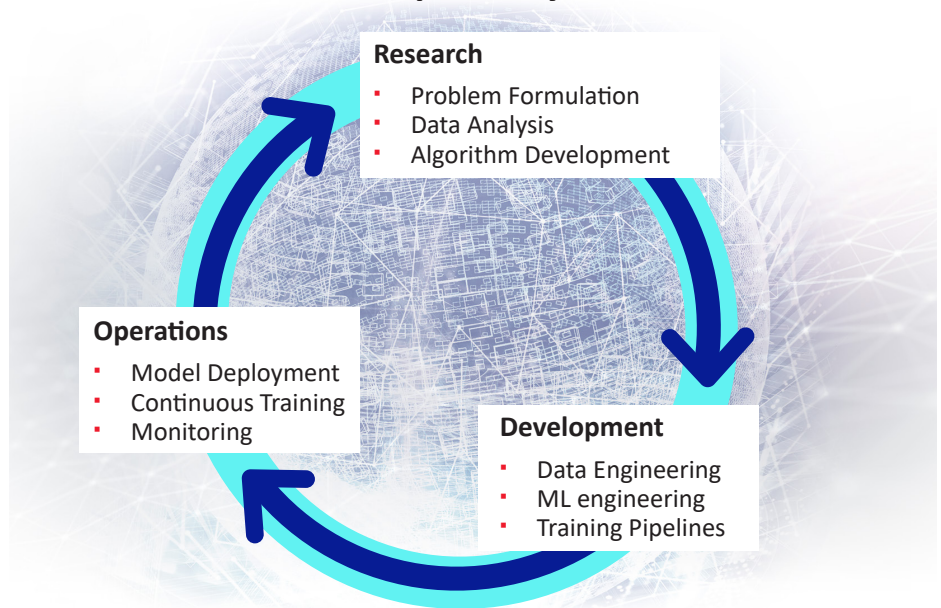 Research
▪ Problem Formulation
▪ Data Analysis
▪ Algorithm Development
Operations
▪ Model Deployment
▪ Continuous Training
▪ Monitoring
Development
▪ Data Engineering
▪ ML engineering
▪ Training Pipelines